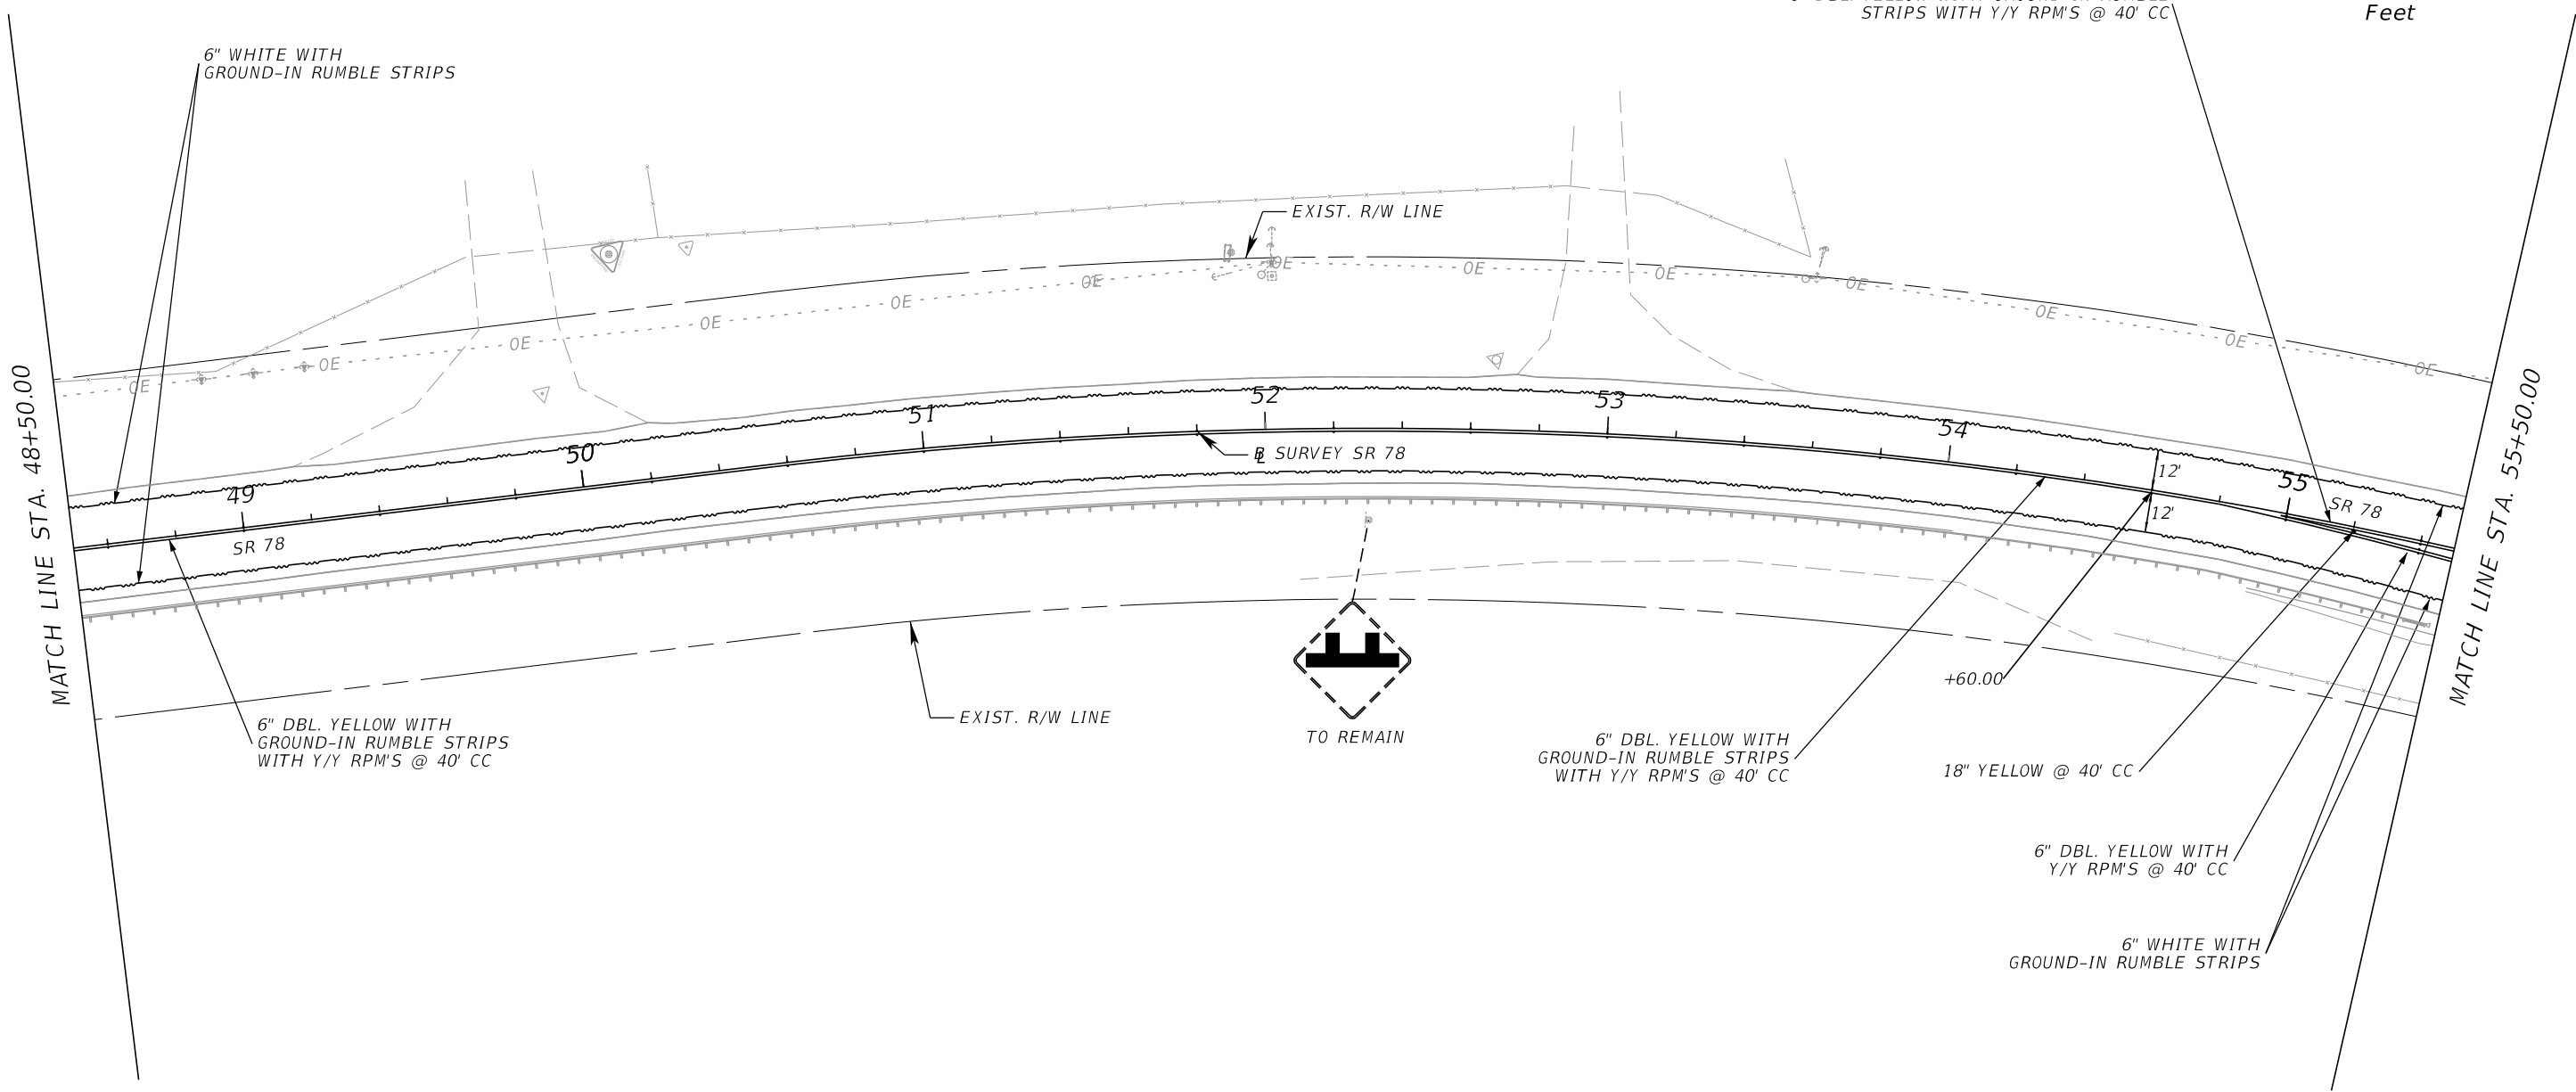 STRIPS WITH Y/Y RPM'S @ 40' CC
Feet
6" WHITE WITH
GROUND-IN RUMBLE STRIPS
EXIST. R/W LINE
OE
OE
OE
OE
OE
OE
OE
OE
OE
OE
OE
OE
OE
MATCH LINE STA. 48+50.00
MATCH LINE STA. 55+50.00
49
50
51
52
53
54
55
SR 78
B SURVEY SR 78
L
12'
12'
SR 78
+60.00
EXIST. R/W LINE
TO REMAIN
6" DBL. YELLOW WITH
GROUND-IN RUMBLE STRIPS
WITH Y/Y RPM'S @ 40' CC
6" DBL. YELLOW WITH
GROUND-IN RUMBLE STRIPS
WITH Y/Y RPM'S @ 40' CC
18" YELLOW @ 40' CC
6" DBL. YELLOW WITH
Y/Y RPM'S @ 40' CC
6" WHITE WITH
GROUND-IN RUMBLE STRIPS